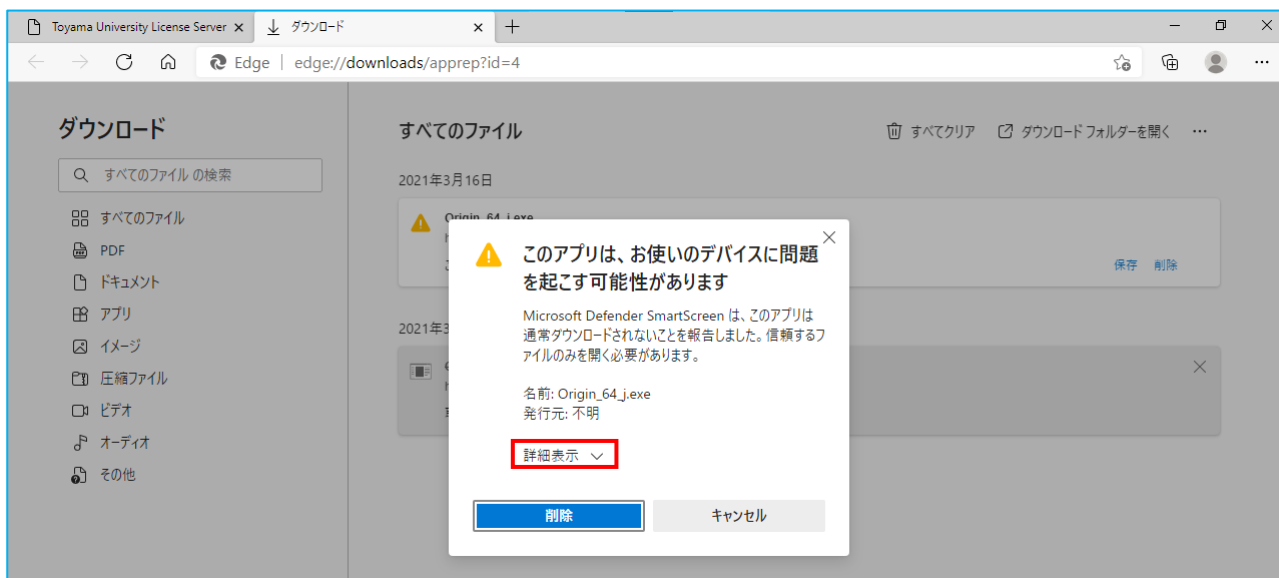 Toyama University License Server
ダウンロード
Edge
edge://downloads/apprep?id=4
ダウンロード
すべてのファイル の検索
すべてのファイル
PDF
ドキュメント
アプリ
イメージ
圧縮ファイル
ビデオ
オーディオ
その他
すべてのファイル
すべてクリア
ダウンロード フォルダーを開く
2021年3月16日
Origin_64_j.exe
保存 削除
2021年3
このアプリは、お使いのデバイスに問題
を起こす可能性があります
Microsoft Defender SmartScreen は、このアプリは
通常ダウンロードされないことを報告しました。信頼するフ
ァイルのみを開く必要があります。
名前: Origin_64_j.exe
発行元: 不明
詳細表示
削除
キャンセル